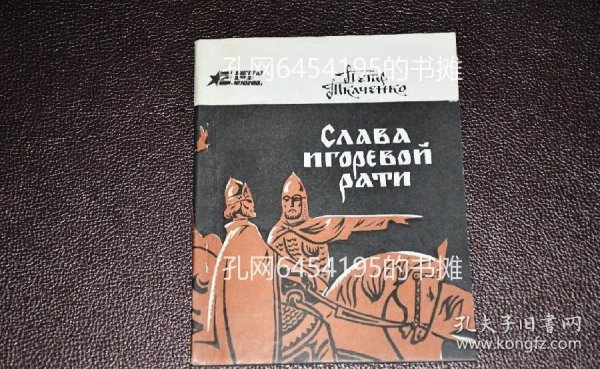 孔网6454195的书摊
Петр
Ткаченко
Слава
игоревой
рати
孔网6454195的书摊
孔夫子旧书网
www.kongfz.com